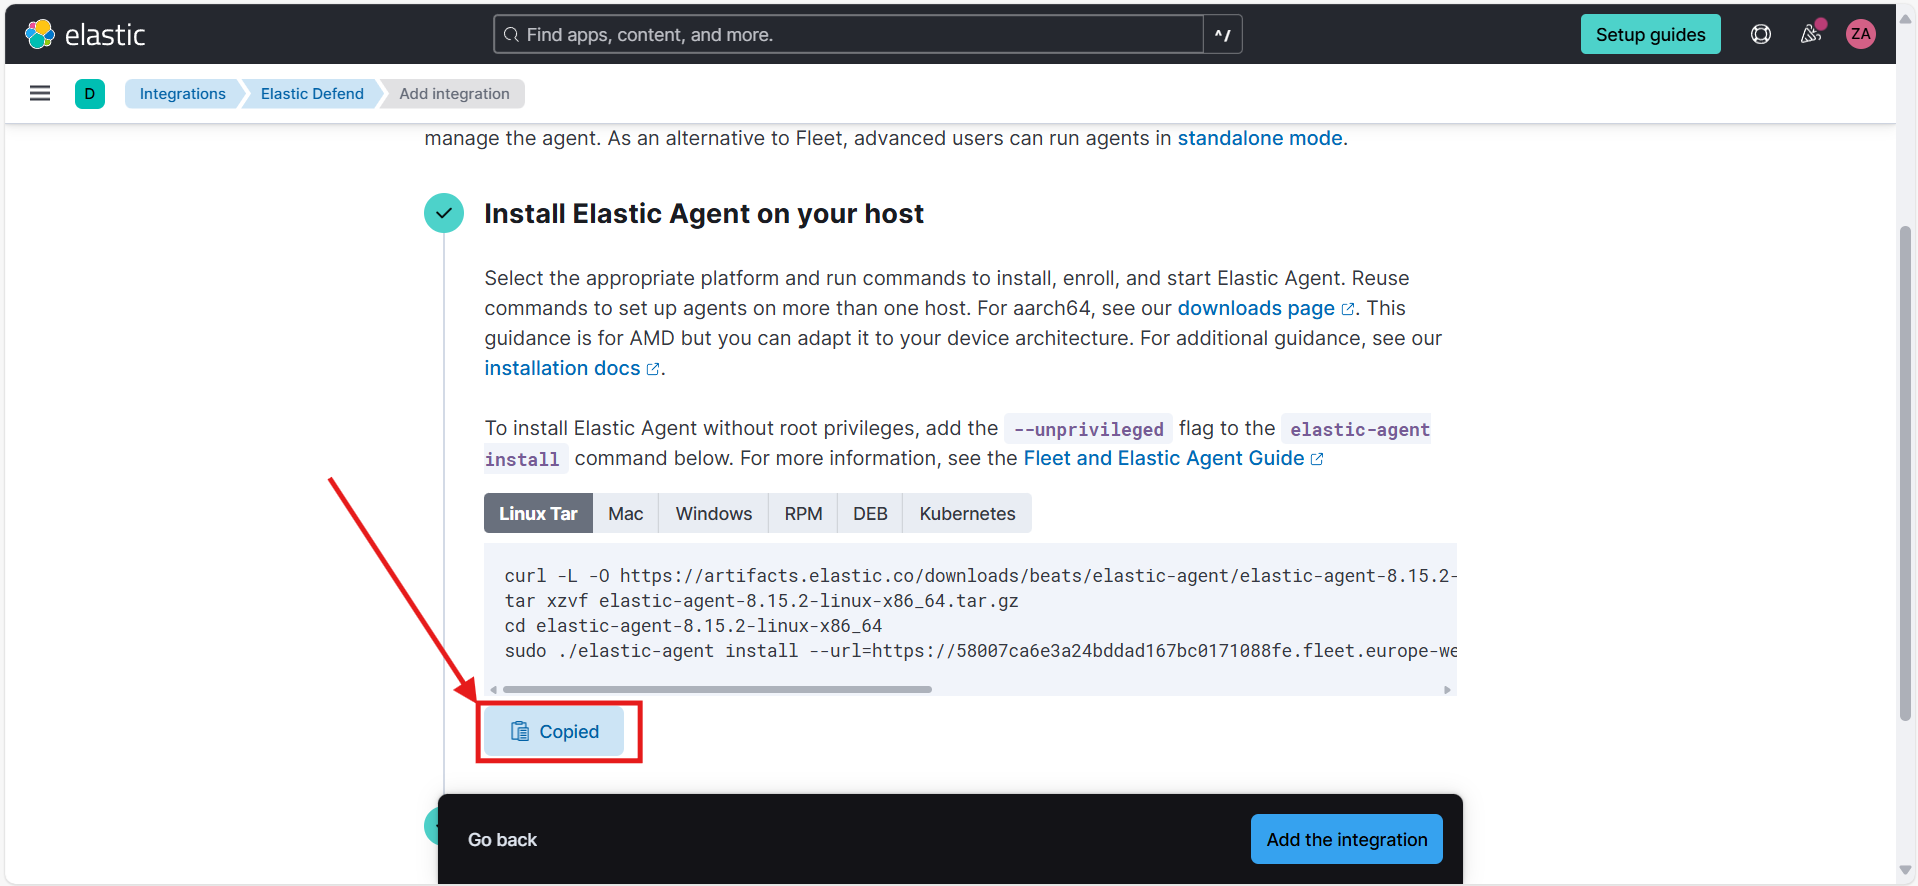 elastic
Find apps, content, and more.
^/
Setup guides
ZA
D
Integrations
Elastic Defend
Add integration
manage the agent. As an alternative to Fleet, advanced users can run agents in standalone mode.
Install Elastic Agent on your host
Select the appropriate platform and run commands to install, enroll, and start Elastic Agent. Reuse
commands to set up agents on more than one host. For aarch64, see our downloads page. This
guidance is for AMD but you can adapt it to your device architecture. For additional guidance, see our
installation docs.
To install Elastic Agent without root privileges, add the --unprivileged flag to the elastic-agent
install command below. For more information, see the Fleet and Elastic Agent Guide
Linux Tar
Mac
Windows
RPM
DEB
Kubernetes
curl -L -O https://artifacts.elastic.co/downloads/beats/elastic-agent/elastic-agent-8.15.2-
tar xzvf elastic-agent-8.15.2-linux-x86_64.tar.gz
cd elastic-agent-8.15.2-linux-x86_64
sudo ./elastic-agent install --url=https://58007ca6e3a24bddad167bc0171088fe.fleet.europe-we
Copied
Go back
Add the integration